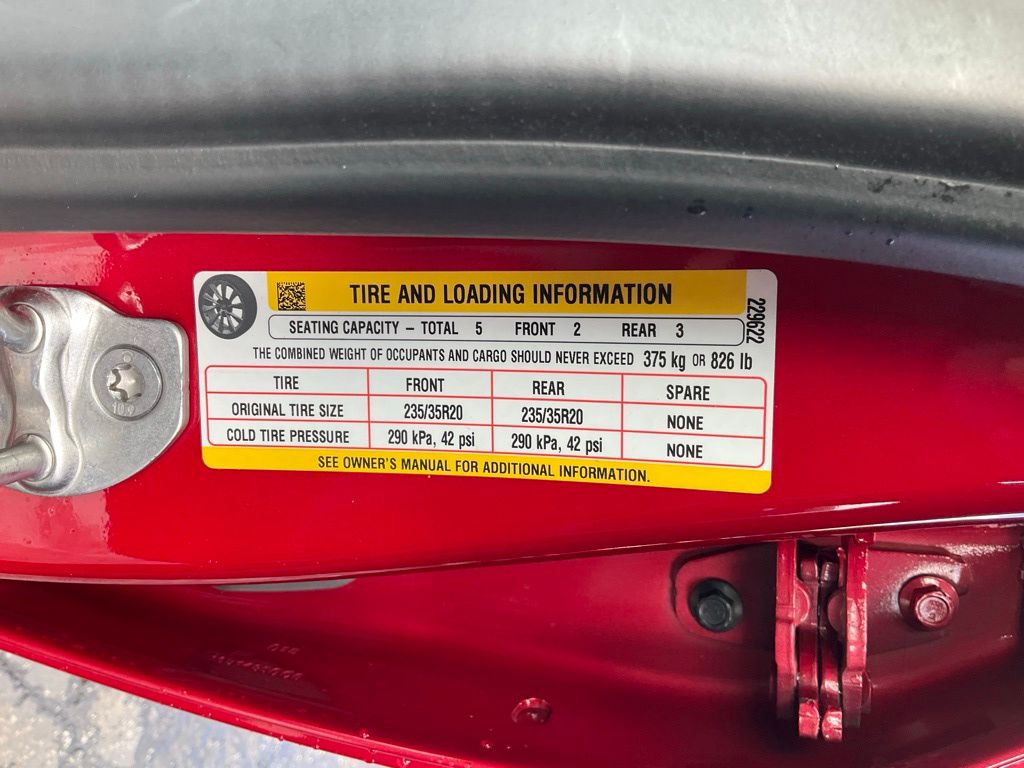 TIRE AND LOADING INFORMATION
229622
SEATING CAPACITY – TOTAL 5 FRONT 2 REAR 3
THE COMBINED WEIGHT OF OCCUPANTS AND CARGO SHOULD NEVER EXCEED 375 kg OR 826 lb
TIRE FRONT REAR SPARE
ORIGINAL TIRE SIZE 235/35R20 235/35R20 NONE
COLD TIRE PRESSURE 290 kPa, 42 psi 290 kPa, 42 psi NONE
SEE OWNER'S MANUAL FOR ADDITIONAL INFORMATION.
10.9